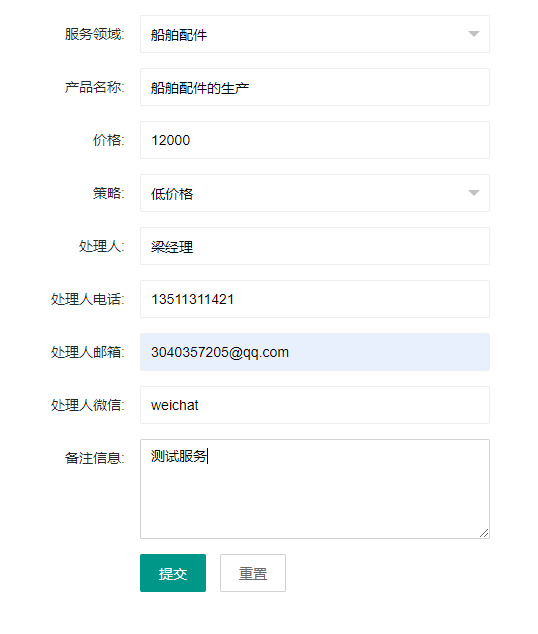 服务领域: 船舶配件
产品名称: 船舶配件的生产
价格: 12000
策略: 低价格
处理人: 梁经理
处理人电话: 13511311421
处理人邮箱: 3040357205@qq.com
处理人微信: weichat
备注信息: 测试服务
提交 重置